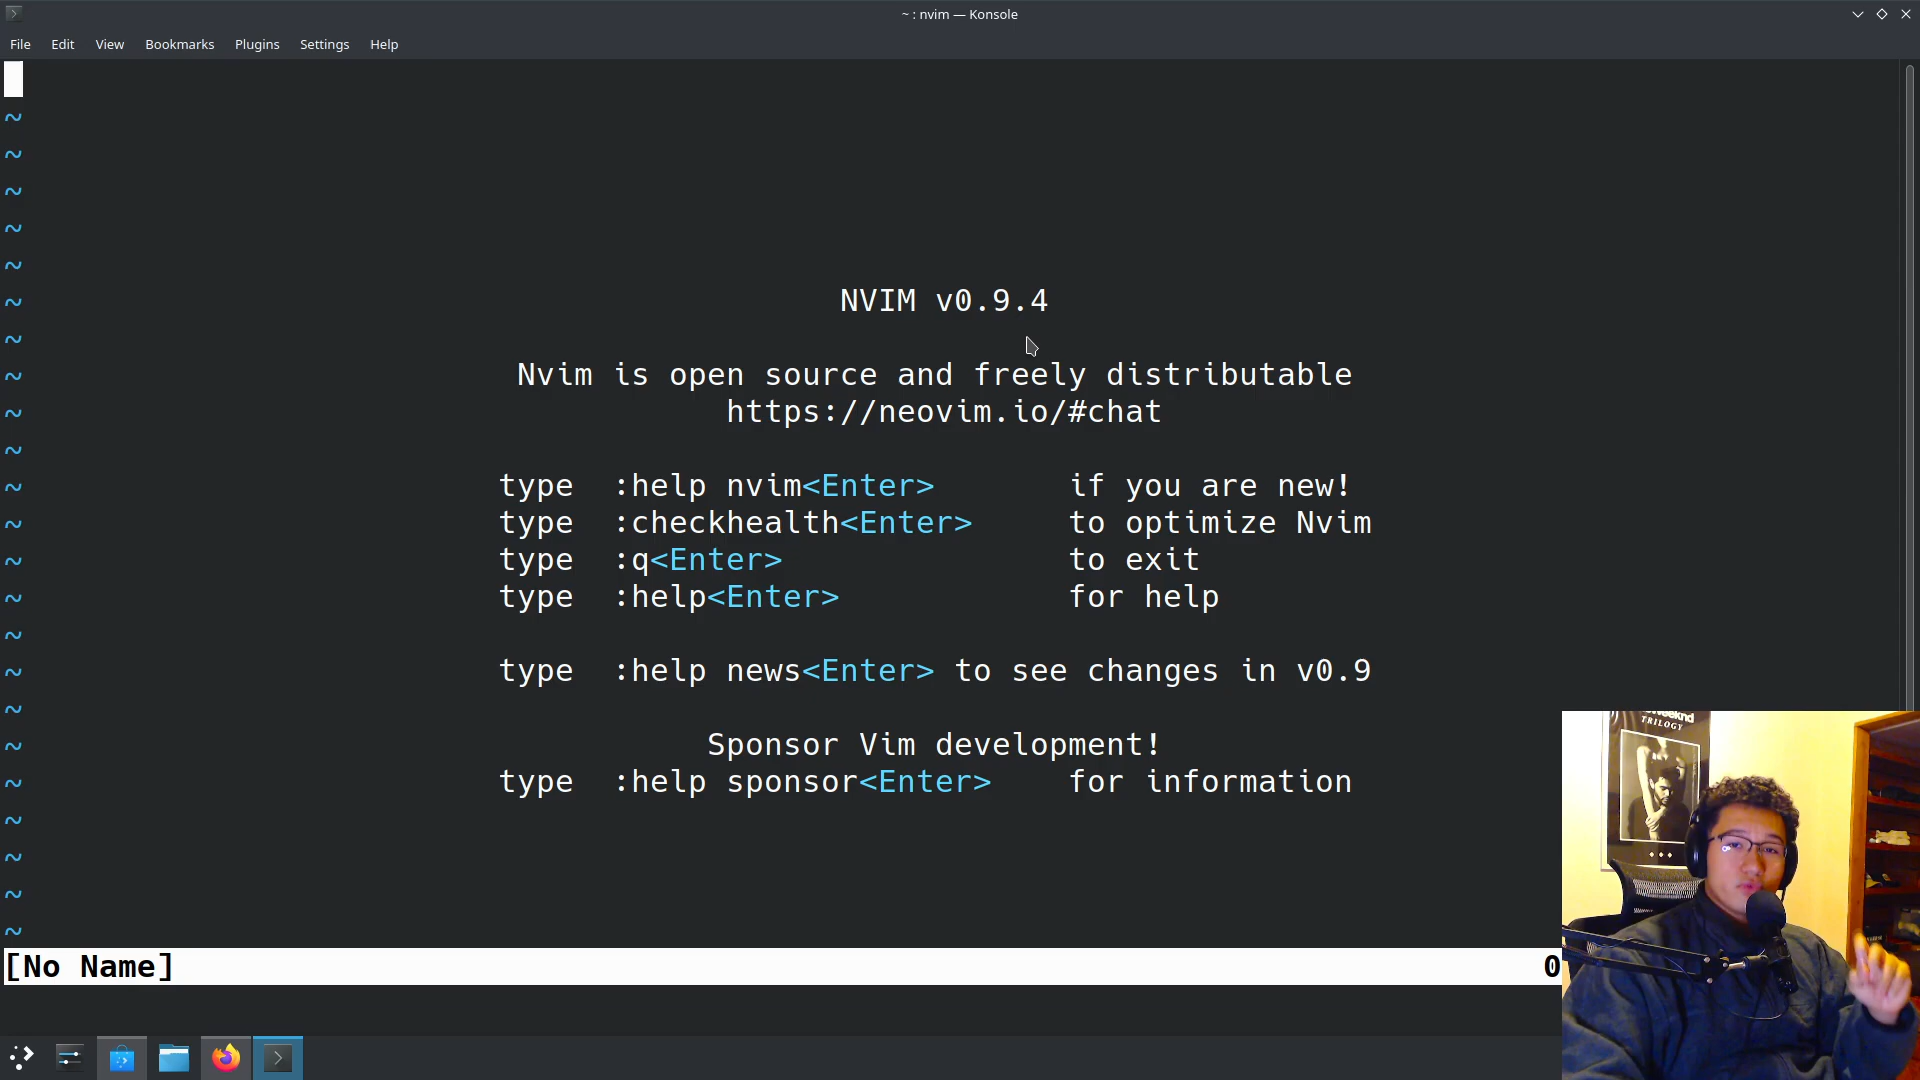 ~ : nvim — Konsole
File Edit View Bookmarks Plugins Settings Help
~
~
~
~
~
~
NVIM v0.9.4
~
Nvim is open source and freely distributable
https://neovim.io/#chat
~
type :help nvim<Enter> if you are new!
type :checkhealth<Enter> to optimize Nvim
type :q<Enter> to exit
type :help<Enter> for help
~
type :help news<Enter> to see changes in v0.9
~
Sponsor Vim development!
type :help sponsor<Enter> for information
~
~
~
~
[No Name] 0
TRILOGY